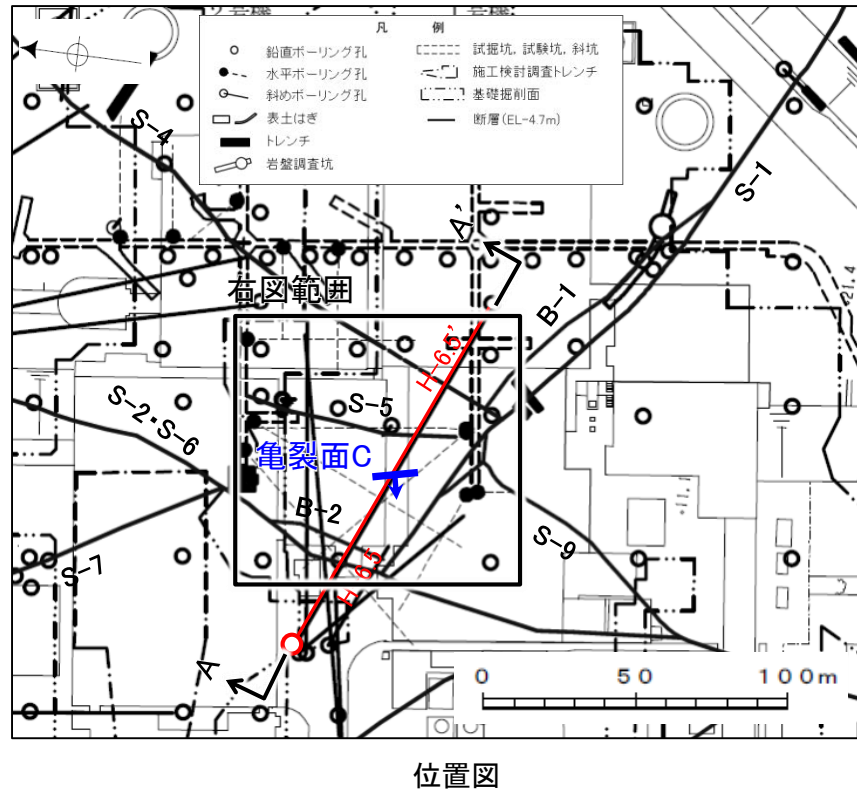 凡 例
鉛直ボーリング孔
水平ボーリング孔
斜めボーリング孔
表土はぎ
トレンチ
岩盤調査坑
試掘坑, 試験坑, 斜坑
施工検討調査トレンチ
基礎掘削面
断層(EL-4.7m)
S-4
S-1
A'
右図範囲
B-1
21.4
H-6.5'
S-2・S-6
S-5
亀裂面C
11.1
B-2
S-9
S-7
H-6.5
A
0 50 100m
位置図